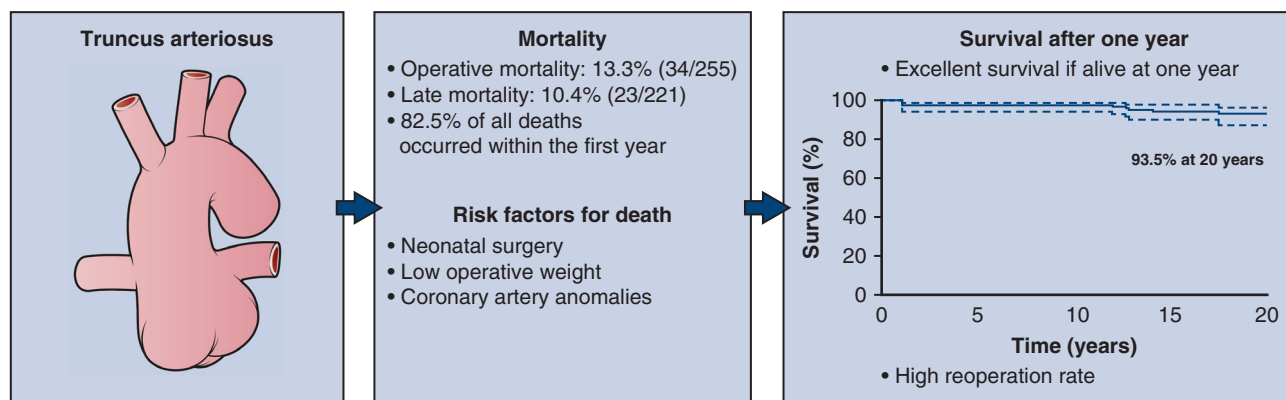 Truncus arteriosus
Mortality
• Operative mortality: 13.3% (34/255)
• Late mortality: 10.4% (23/221)
• 82.5% of all deaths
occurred within the first year
Risk factors for death
• Neonatal surgery
• Low operative weight
• Coronary artery anomalies
Survival after one year
• Excellent survival if alive at one year
Survival (%)
100
80
60
40
20
0
93.5% at 20 years
0 5 10 15 20
Time (years)
• High reoperation rate